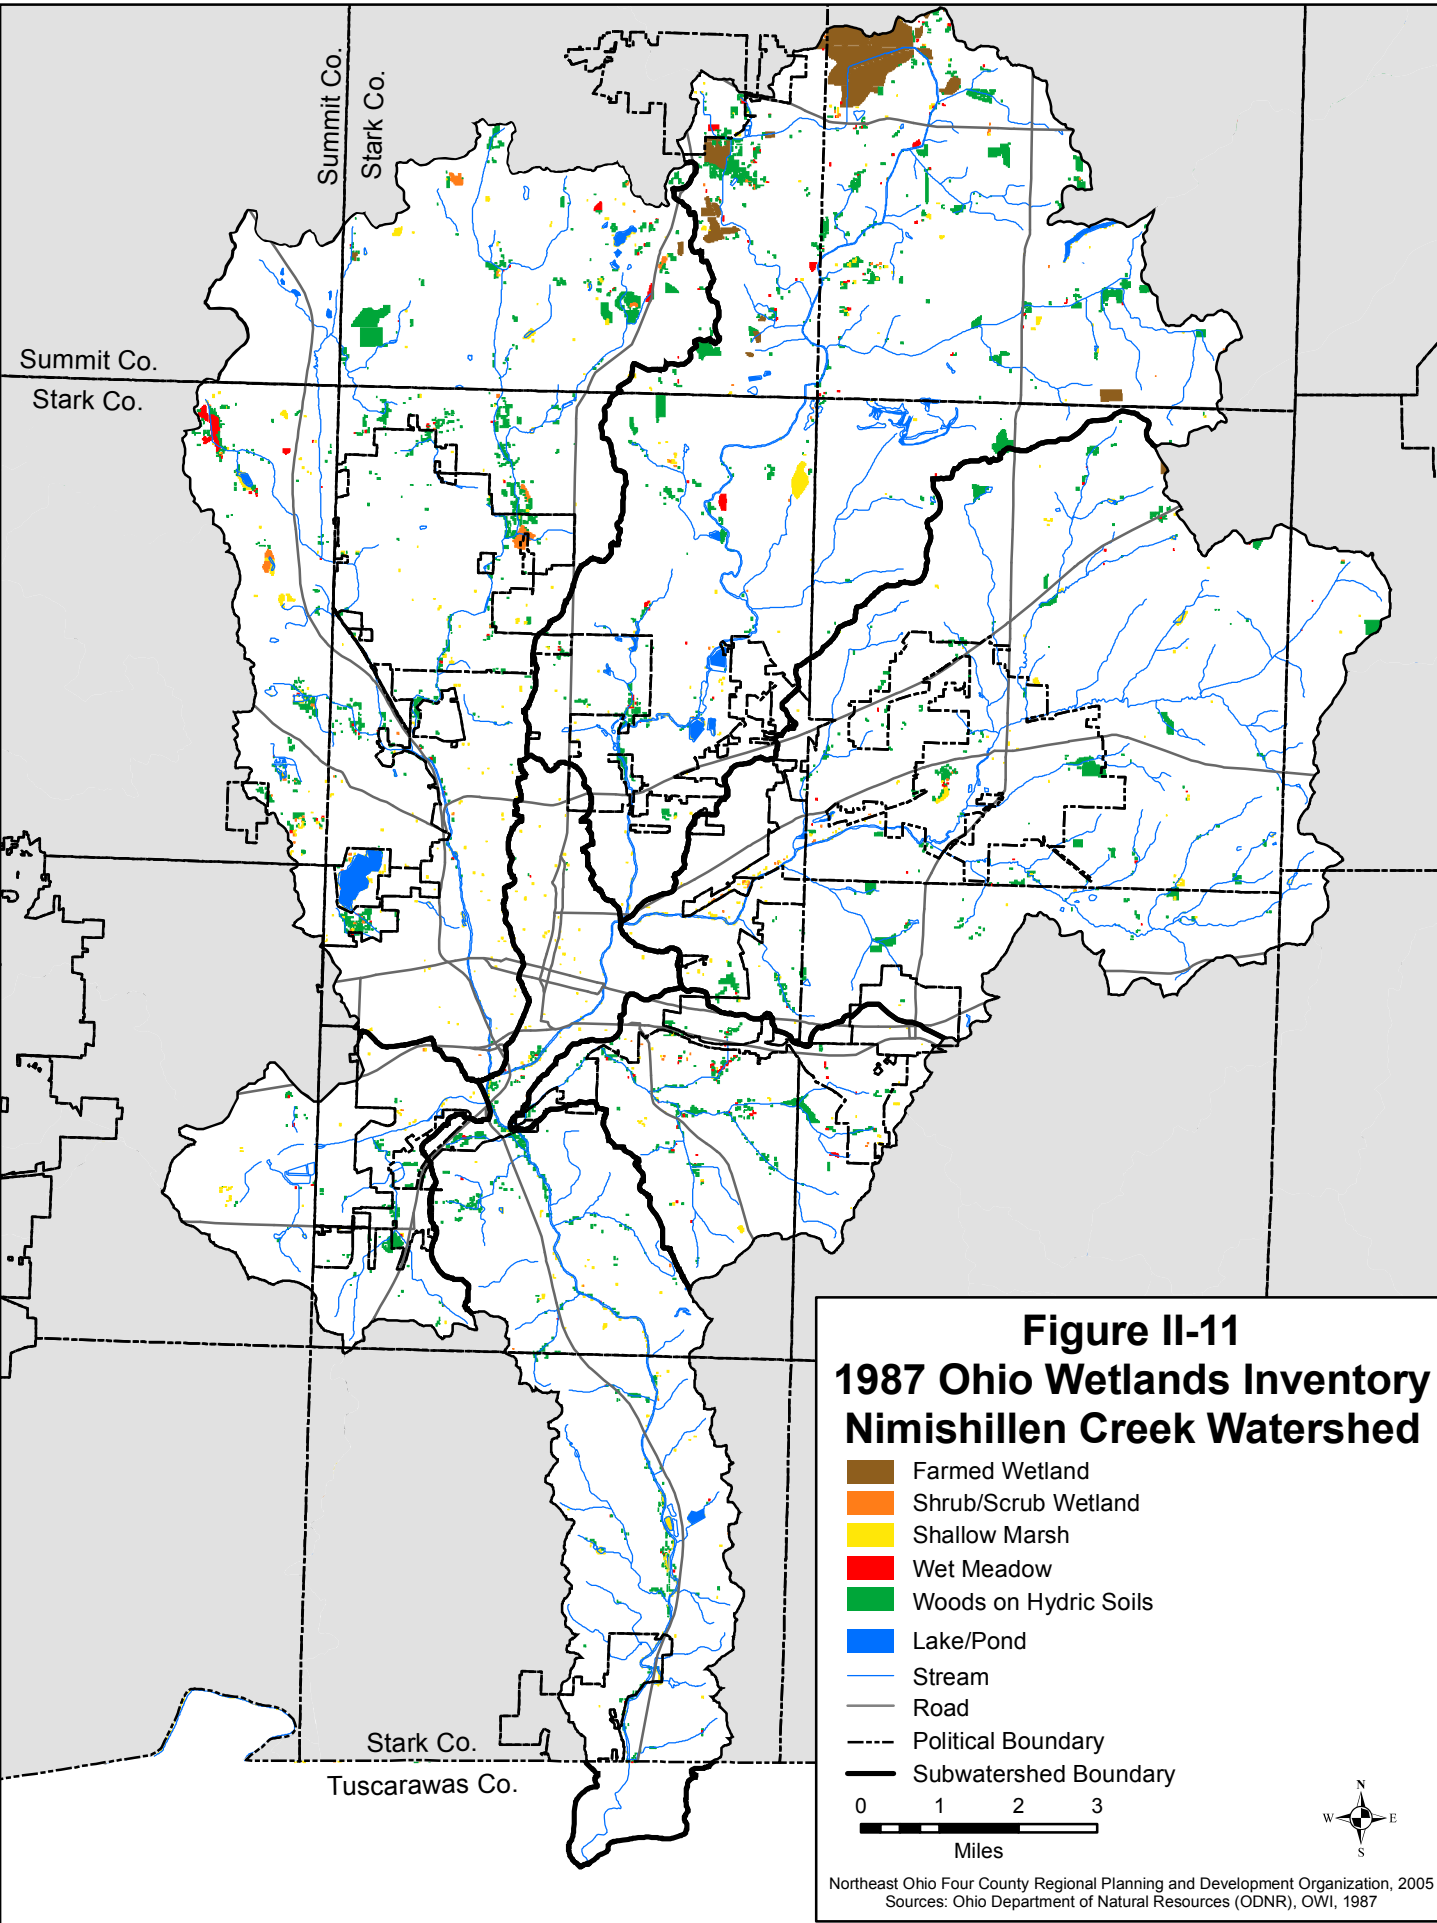 Summit Co.
Stark Co.
Summit Co.
Stark Co.
Stark Co.
Tuscarawas Co.
Figure II-11
1987 Ohio Wetlands Inventory
Nimishillen Creek Watershed
Farmed Wetland
Shrub/Scrub Wetland
Shallow Marsh
Wet Meadow
Woods on Hydric Soils
Lake/Pond
Stream
Road
Political Boundary
Subwatershed Boundary
0 1 2 3
Miles
N
W E
S
Northeast Ohio Four County Regional Planning and Development Organization, 2005
Sources: Ohio Department of Natural Resources (ODNR), OWI, 1987